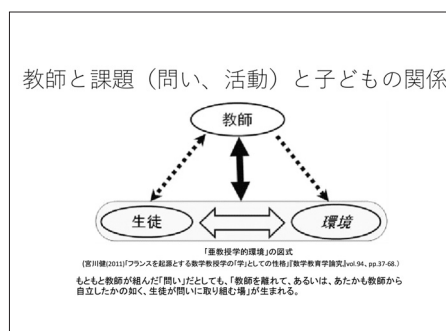 教師と課題（問い、活動）と子どもの関係
教師
生徒
環境
「亜教授学的環境」の図式
(宮川健(2011)「フランスを起源とする数学教授学の「学」としての性格」『数学教育学論究』vol.94、pp.37-68.)
もともと教師が組んだ「問い」だとしても、「教師を離れて、あるいは、あたかも教師から
自立したかの如く、生徒が問いに取り組む場」が生まれる。